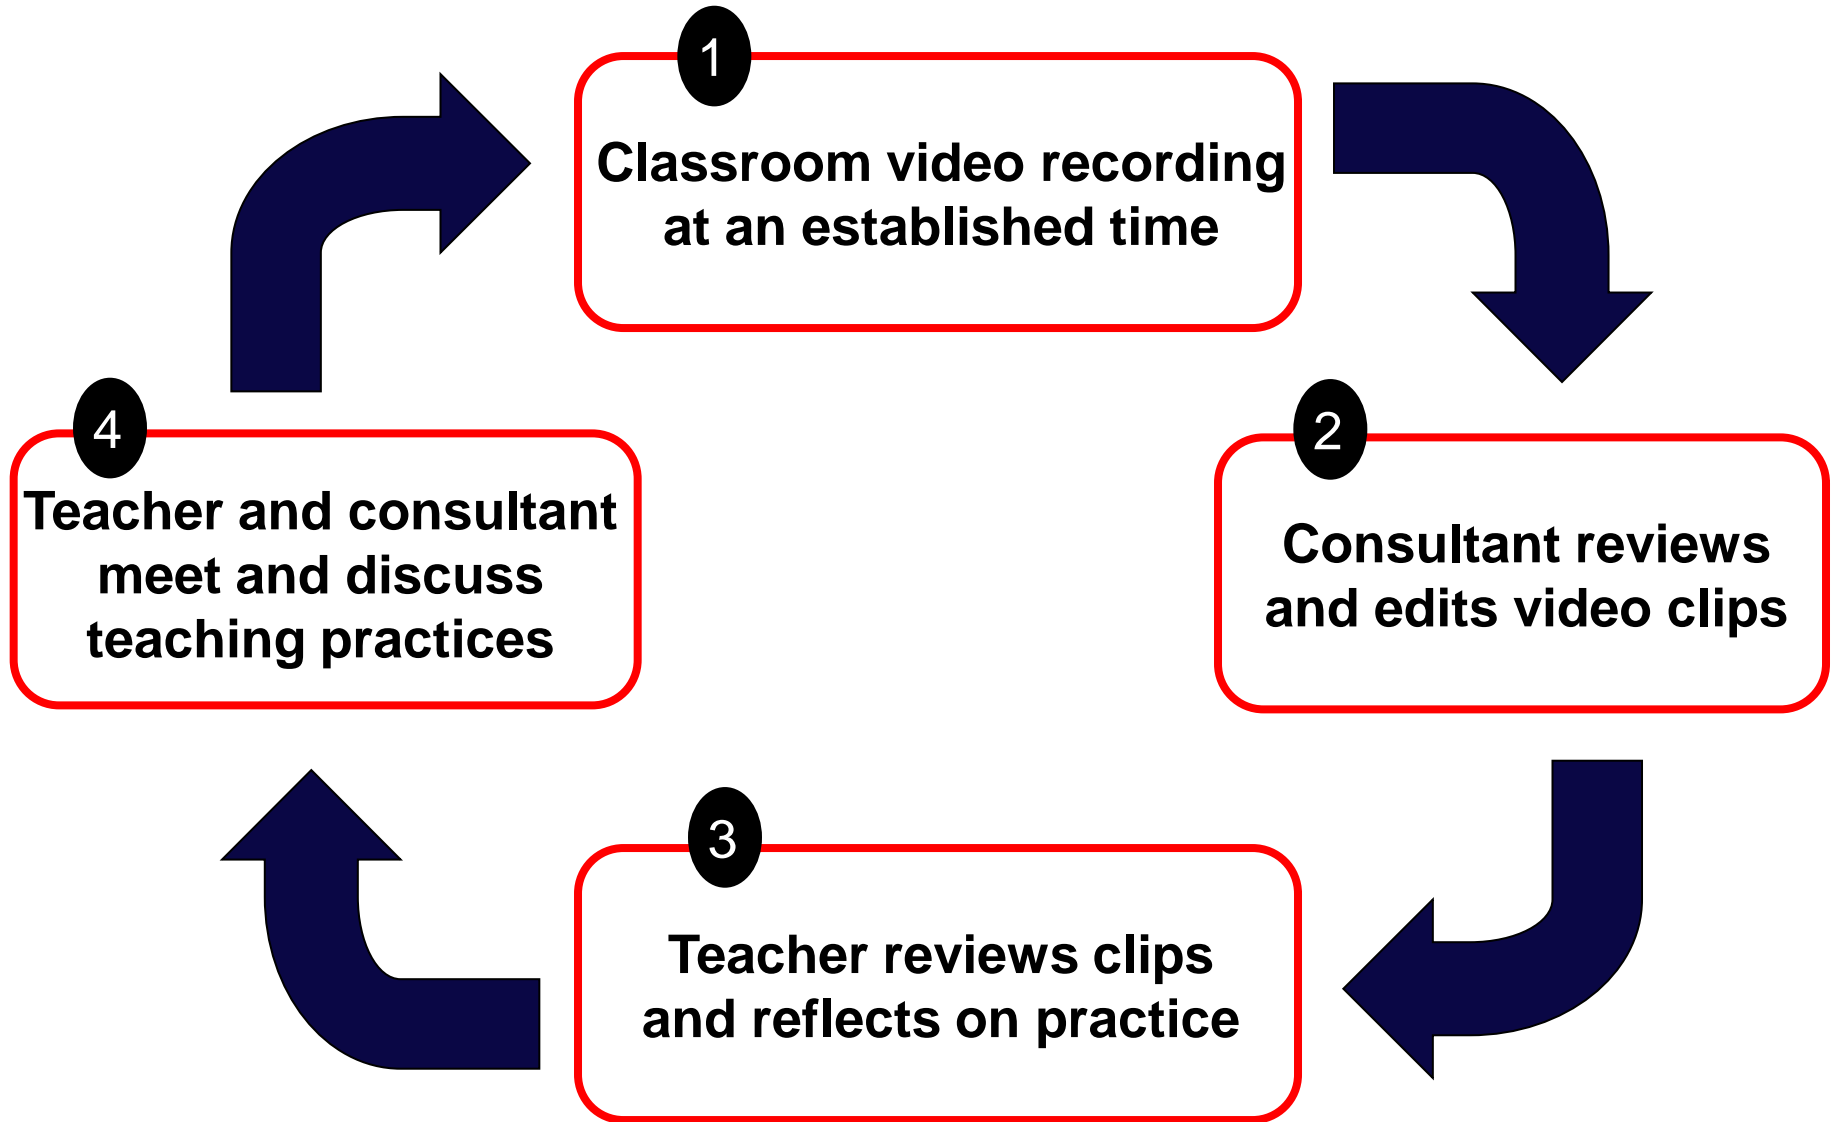 1
Classroom video recording
at an established time
2
Consultant reviews
and edits video clips
3
Teacher reviews clips
and reflects on practice
4
Teacher and consultant
meet and discuss
teaching practices